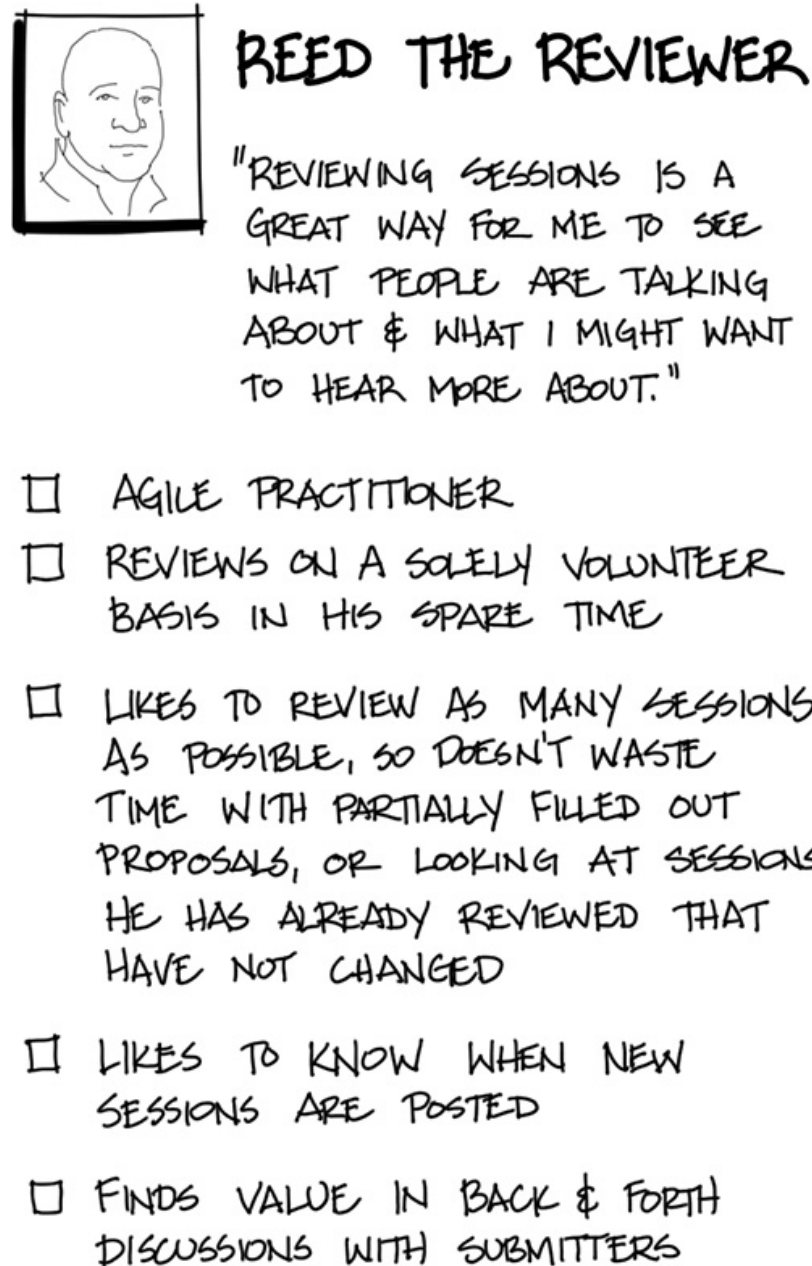 REED THE REVIEWER
"REVIEWING SESSIONS IS A
GREAT WAY FOR ME TO SEE
WHAT PEOPLE ARE TALKING
ABOUT & WHAT I MIGHT WANT
TO HEAR MORE ABOUT."
AGILE PRACTITIONER
REVIEWS ON A SOLELY VOLUNTEER
BASIS IN HIS SPARE TIME
LIKES TO REVIEW AS MANY SESSIONS
AS POSSIBLE, SO DOESN'T WASTE
TIME WITH PARTIALLY FILLED OUT
PROPOSALS, OR LOOKING AT SESSIONS
HE HAS ALREADY REVIEWED THAT
HAVE NOT CHANGED
LIKES TO KNOW WHEN NEW
SESSIONS ARE POSTED
FINDS VALUE IN BACK & FORTH
DISCUSSIONS WITH SUBMITTERS